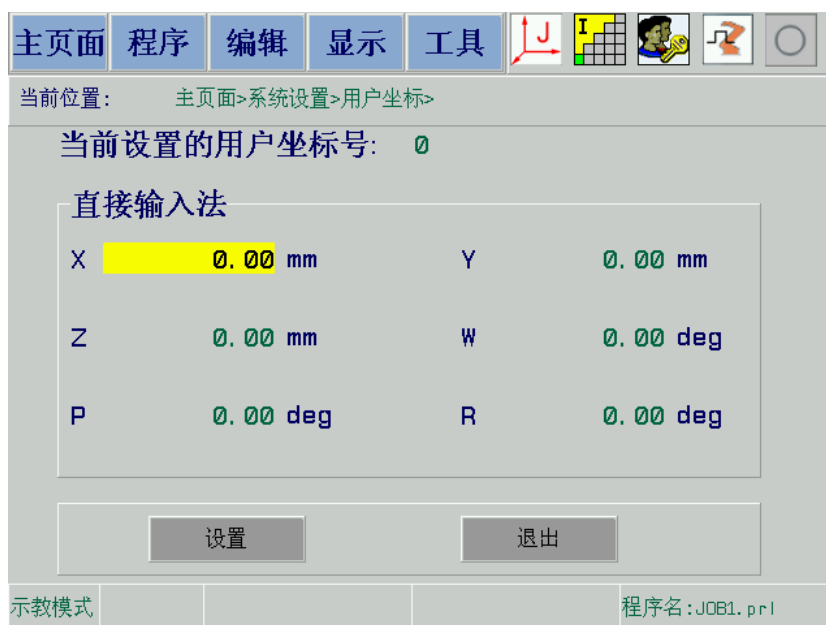 主页面 程序 编辑 显示 工具 J I
当前位置: 主页面>系统设置>用户坐标>
当前设置的用户坐标号: 0
直接输入法
X 0.00 mm Y 0.00 mm
Z 0.00 mm W 0.00 deg
P 0.00 deg R 0.00 deg
设置 退出
示教模式 程序名:JOB1.prl